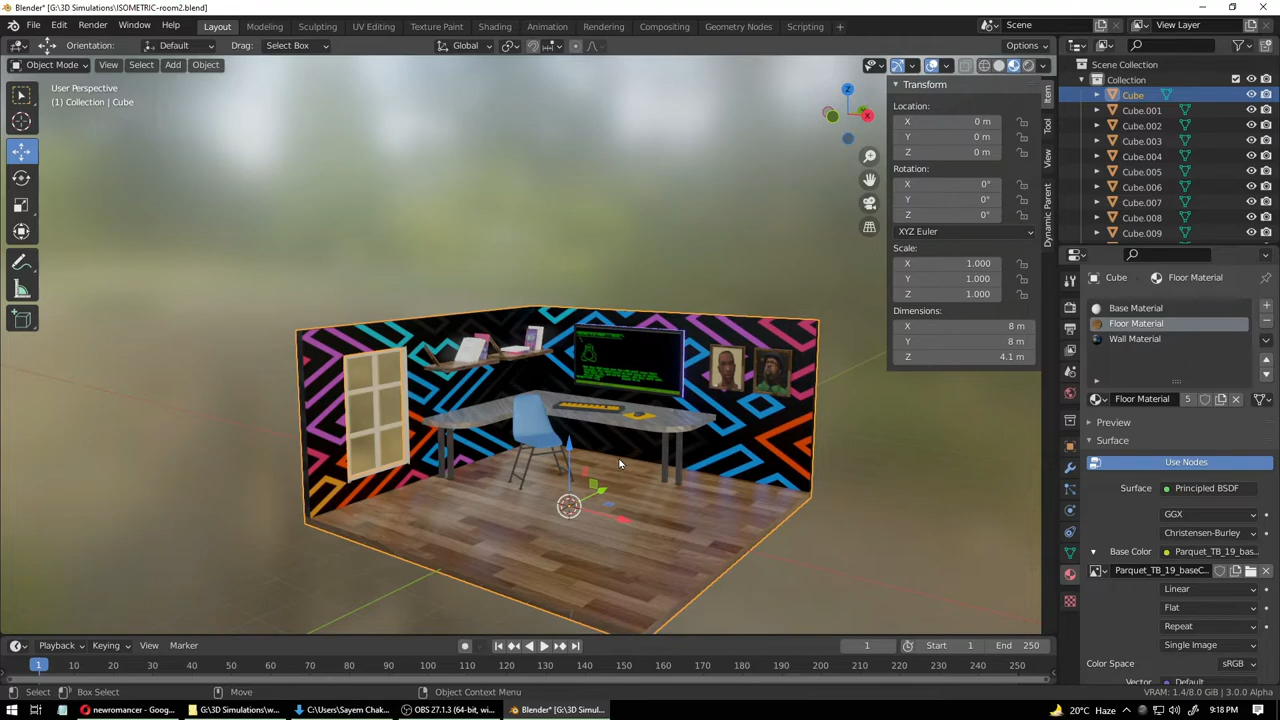 Blender* [G:\3D Simulations\ISOMETRIC-room2.blend]
File Edit Render Window Help Layout Modeling Sculpting UV Editing Texture Paint Shading Animation Rendering Compositing Geometry Nodes Scripting Scene View Layer
Orientation: Default Drag: Select Box Global Options
Object Mode View Select Add Object
User Perspective
(1) Collection | Cube
Z
X
Transform
Location:
X 0 m
Y 0 m
Z 0 m
Rotation:
X 0°
Y 0°
Z 0°
XYZ Euler
Scale:
X 1.000
Y 1.000
Z 1.000
Dimensions:
X 8 m
Y 8 m
Z 4.1 m
Item
Tool
View
Dynamic Parent
Scene Collection
Collection
Cube
Cube.001
Cube.002
Cube.003
Cube.004
Cube.005
Cube.006
Cube.007
Cube.008
Cube.009
Cube Floor Material
Base Material
Floor Material
Wall Material
Floor Material 5
Preview
Surface
Use Nodes
Surface Principled BSDF
GGX
Christensen-Burley
Base Color Parquet_TB_19_bas...
Parquet_TB_19_baseC...
Linear
Flat
Repeat
Single Image
Color Space sRGB
Vector Default
Playback Keying View Marker 1 Start 1 End 250
1 10 20 30 40 50 60 70 80 90 100 110 120 130 140 150 160 170 180 190 200 210 220 230 240 250
Select Box Select Move Object Context Menu VRAM: 1.4/8.0 GiB | 3.0.0 Alpha
newromancer - Goog... G:\3D Simulations\w... C:\Users\Sayem Chak... OBS 27.1.3 (64-bit, wi... Blender* [G:\3D Simul... 20°C Haze 9:18 PM